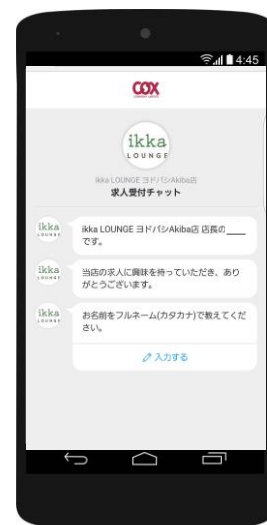 4:45
COX
ikka
LOUNGE
ikka LOUNGE ヨドバシAkiba店
求人受付チャット
ikka
LOUNGE
ikka LOUNGE ヨドバシAkiba店 店長の____
です。
ikka
LOUNGE
当店の求人に興味を持っていただき、あり
がとうございます。
ikka
LOUNGE
お名前をフルネーム(カタカナ)で教えてくだ
さい。
入力する